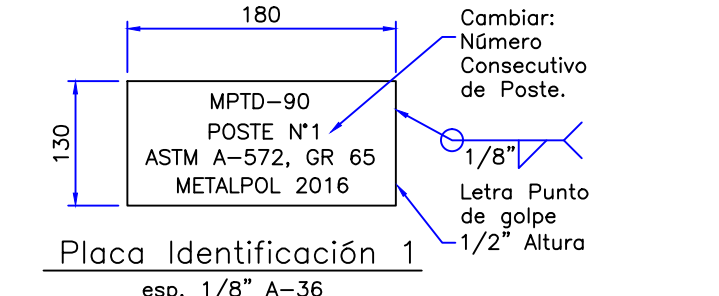 180
Cambiar:
Número
Consecutivo
de Poste.
130
MPTD-90
POSTE N°1
ASTM A-572, GR 65
METALPOL 2016
1/8"
Letra Punto
de golpe
1/2" Altura
Placa Identificación 1
esp. 1/8" A-36